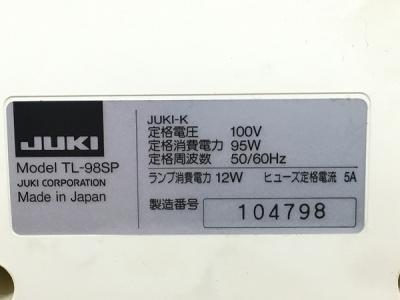 JUKI
Model TL-98SP
JUKI CORPORATION
Made in Japan
JUKI-K
定格電圧 100V
定格消費電力 95W
定格周波数 50/60Hz
ランプ消費電力 12W ヒューズ定格電流 5A
製造番号 104798